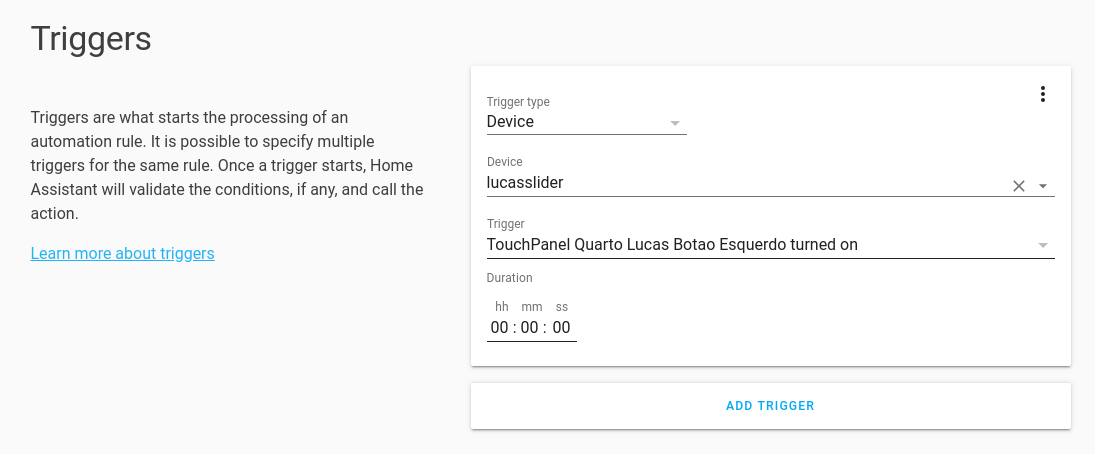 Triggers
Triggers are what starts the processing of an
automation rule. It is possible to specify multiple
triggers for the same rule. Once a trigger starts, Home
Assistant will validate the conditions, if any, and call the
action.
Learn more about triggers
Trigger type
Device
Device
lucasslider
Trigger
TouchPanel Quarto Lucas Botao Esquerdo turned on
Duration
hh mm ss
00 : 00 : 00
ADD TRIGGER